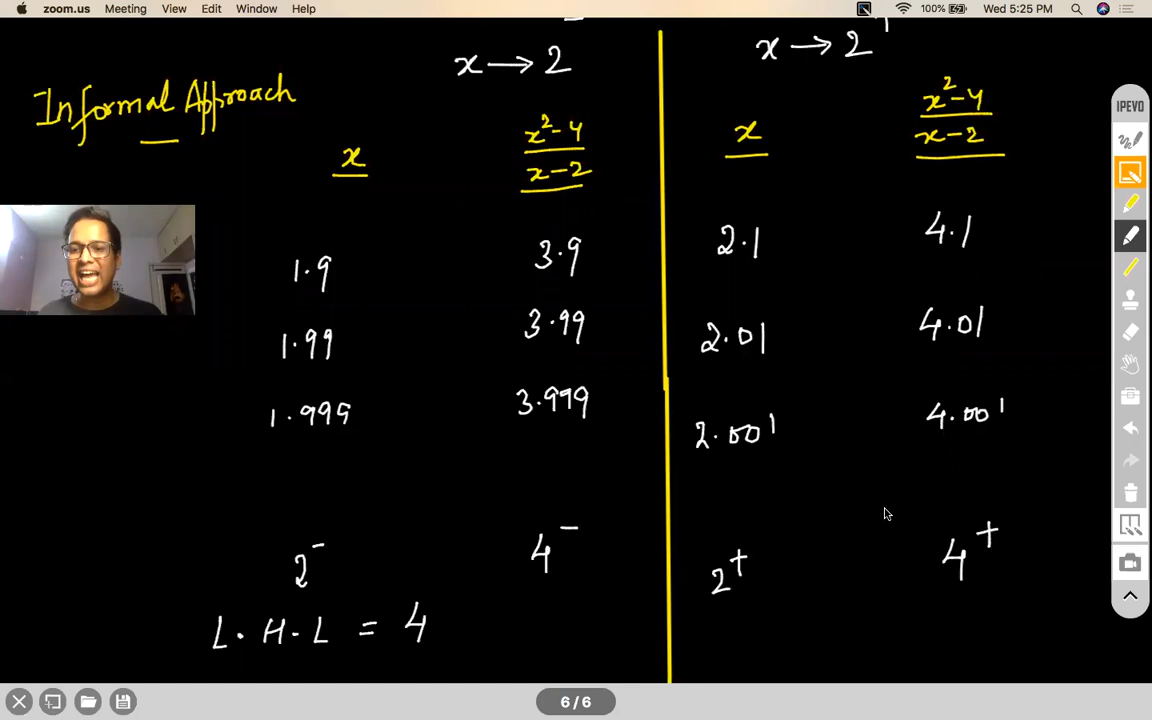 zoom.us Meeting View Edit Window Help 100% Wed 5:25 PM
x → 2⁻
x → 2⁺
Informal Approach
IPEVO
x
x²-4
x-2
x
x²-4
x-2
1.9 3.9
1.99 3.99
1.999 3.999
2⁻ 4⁻
L.H.L = 4
2.1 4.1
2.01 4.01
2.001 4.001
2⁺ 4⁺
6/6